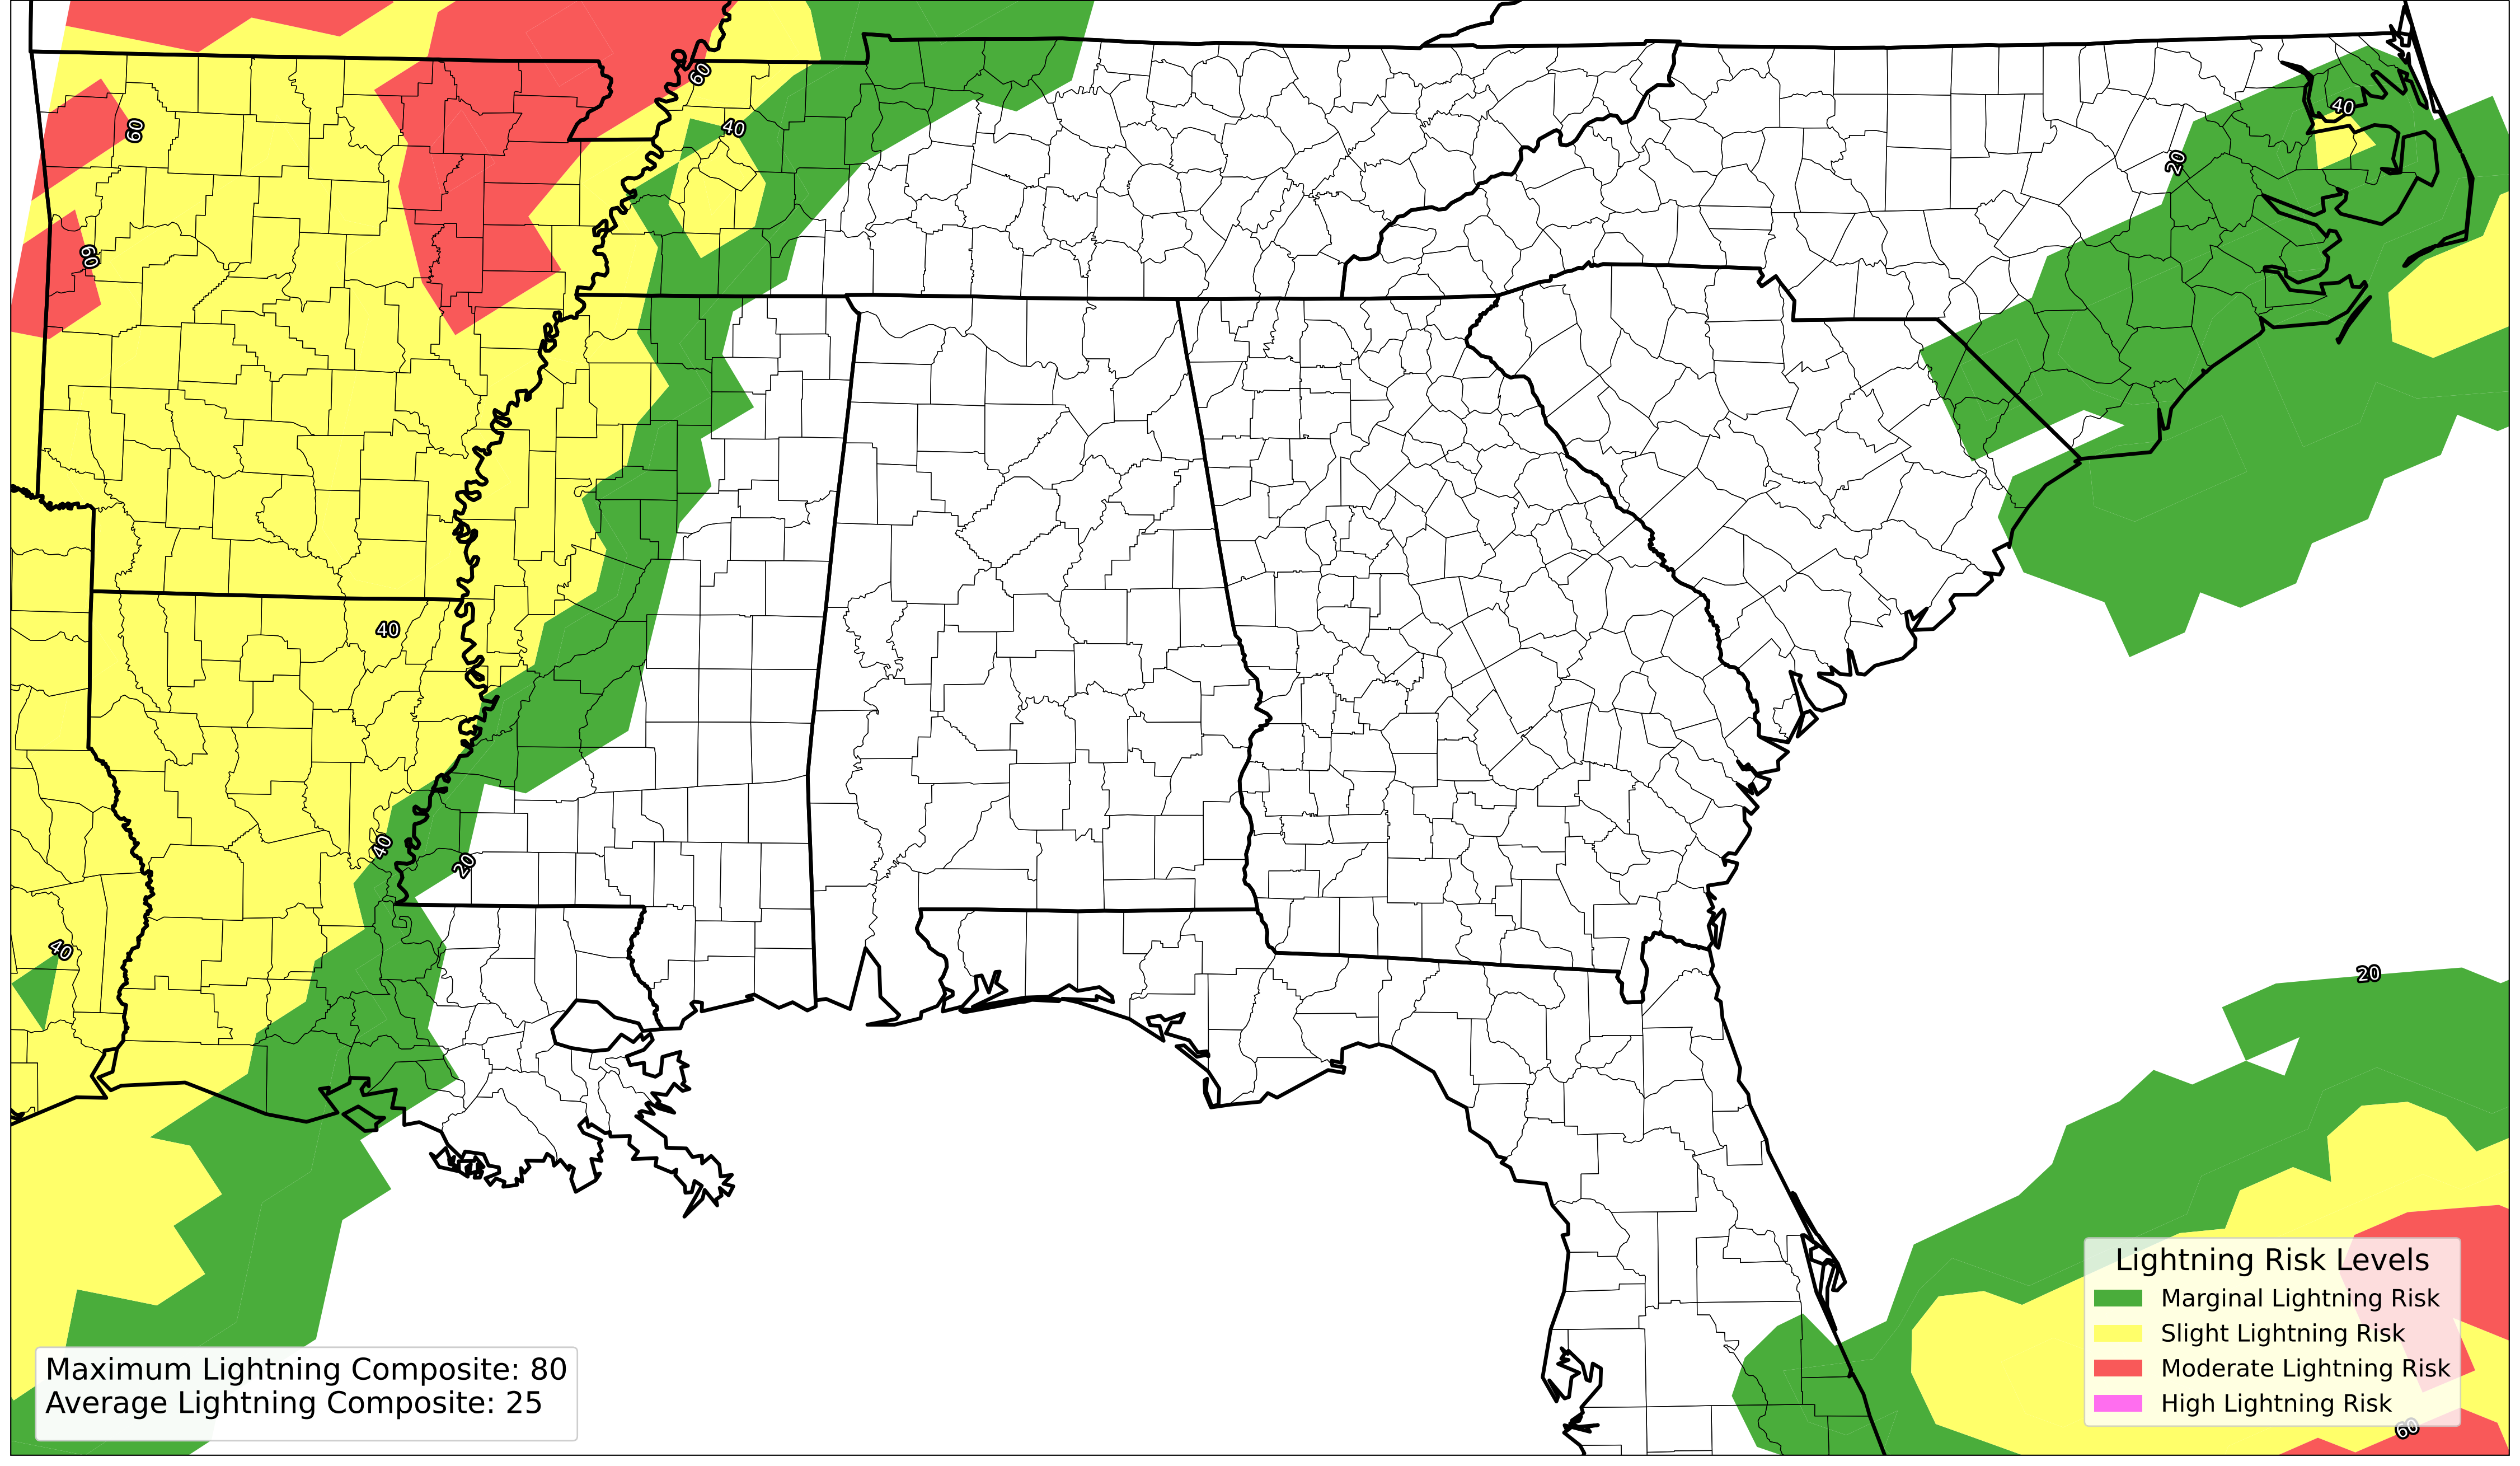 60
40
40
60
20
60
40
40
20
40
20
Lightning Risk Levels
Marginal Lightning Risk
Slight Lightning Risk
Moderate Lightning Risk
High Lightning Risk
Maximum Lightning Composite: 80
Average Lightning Composite: 25
60